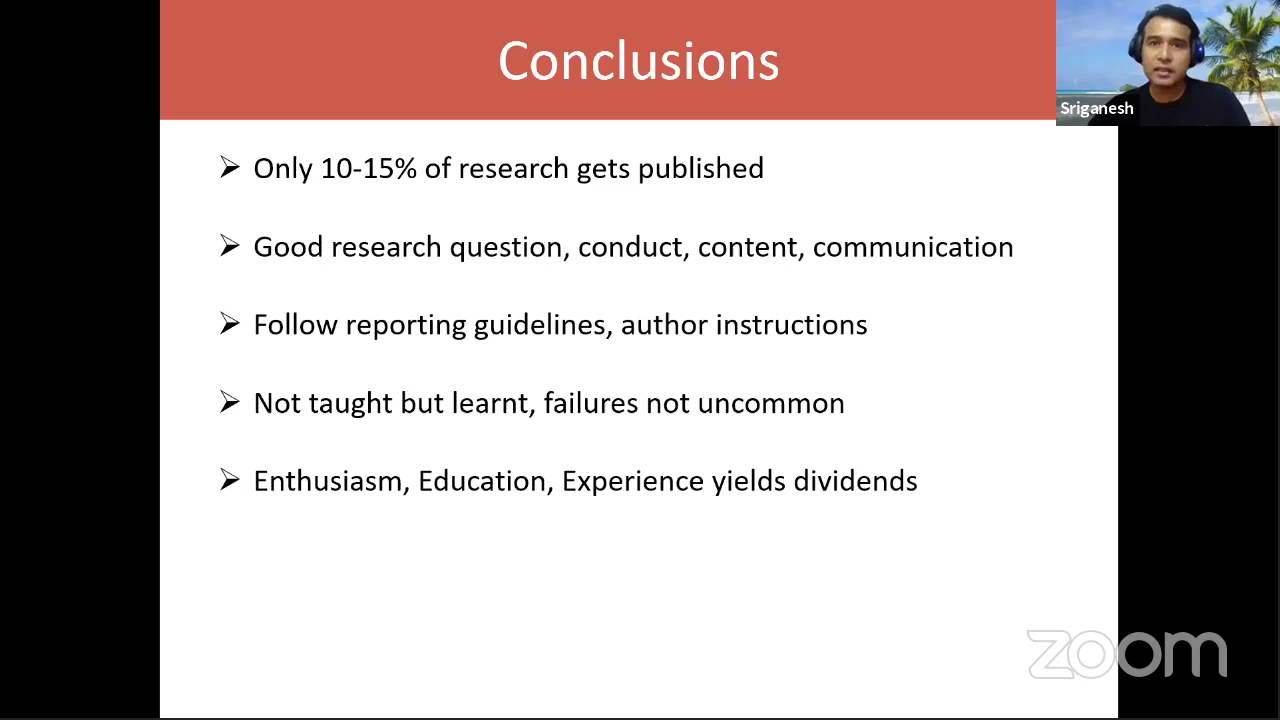 Conclusions
Sriganesh
➢ Only 10-15% of research gets published
➢ Good research question, conduct, content, communication
➢ Follow reporting guidelines, author instructions
➢ Not taught but learnt, failures not uncommon
➢ Enthusiasm, Education, Experience yields dividends
zoom